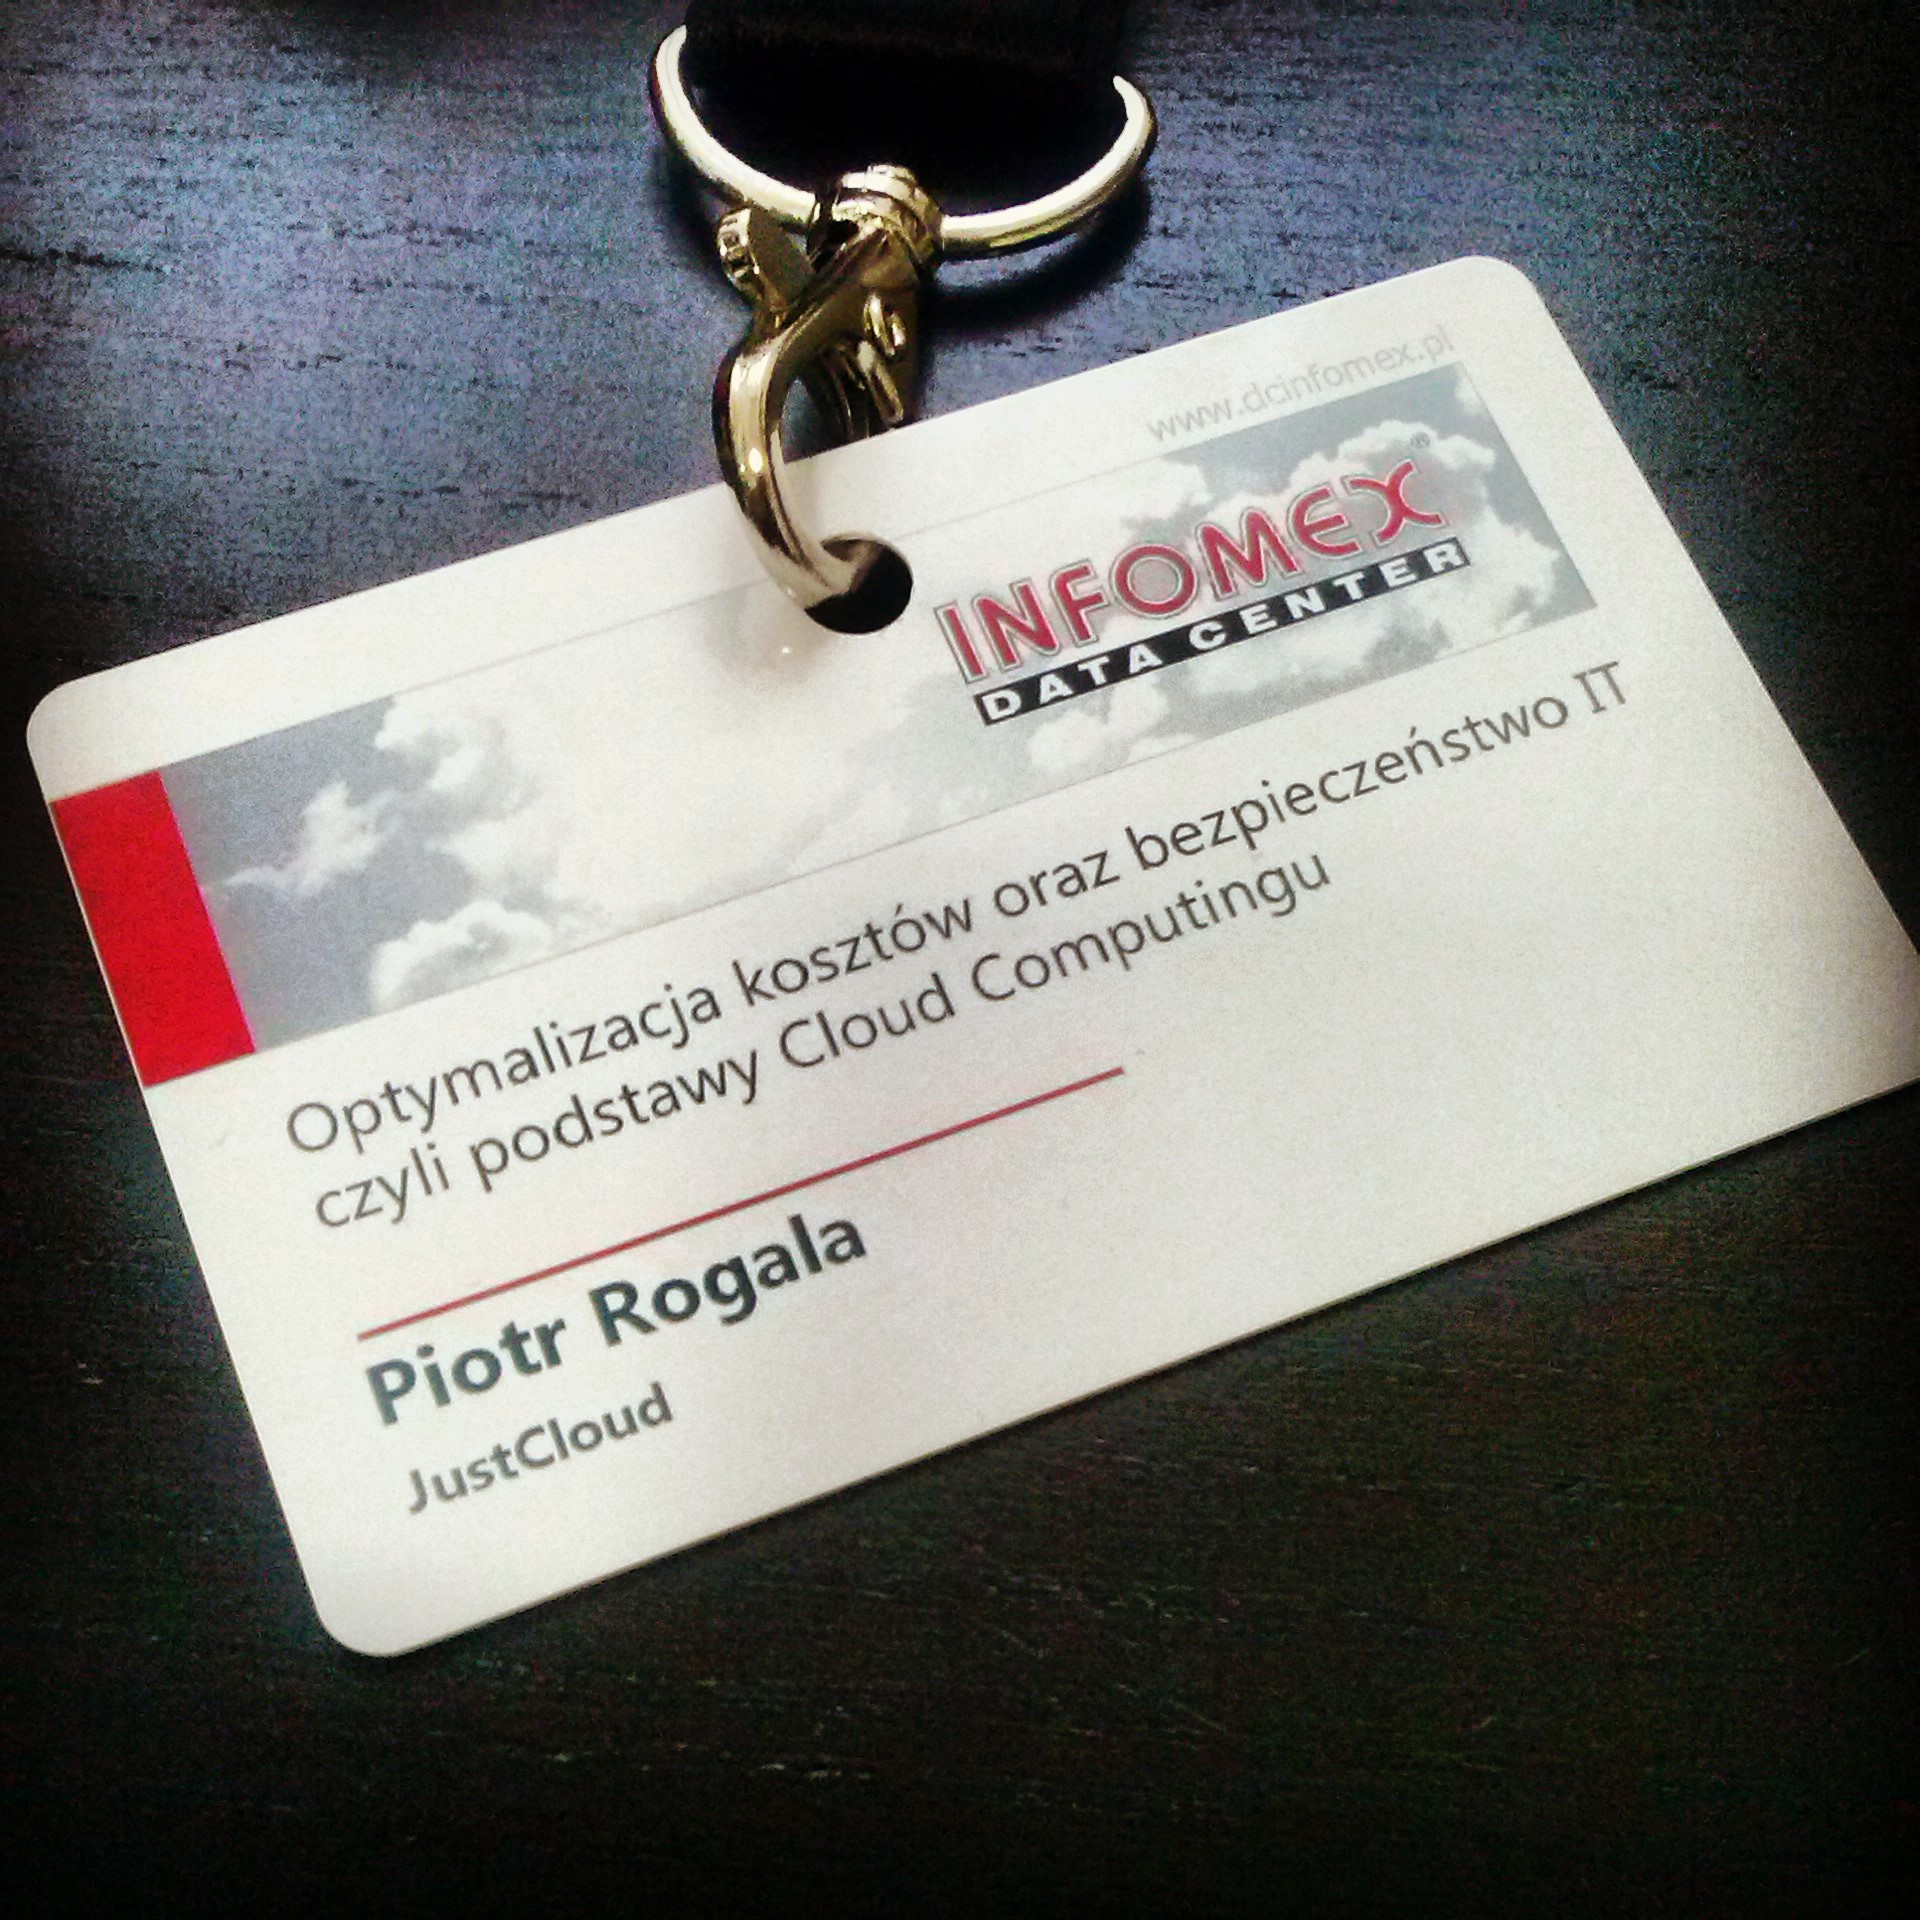 www.dcinfomex.pl
INFOMEX®
DATA CENTER
Optymalizacja kosztów oraz bezpieczeństwo IT
czyli podstawy Cloud Computingu
Piotr Rogala
JustCloud